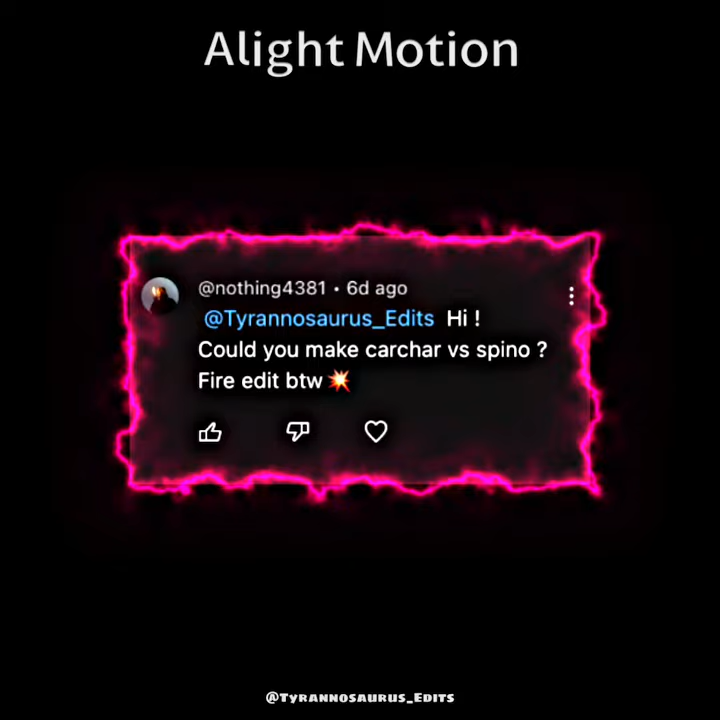 Alight Motion
@nothing4381 • 6d ago
@Tyrannosaurus_Edits Hi !
Could you make carchar vs spino ?
Fire edit btw 💥
@Tyrannosaurus_Edits